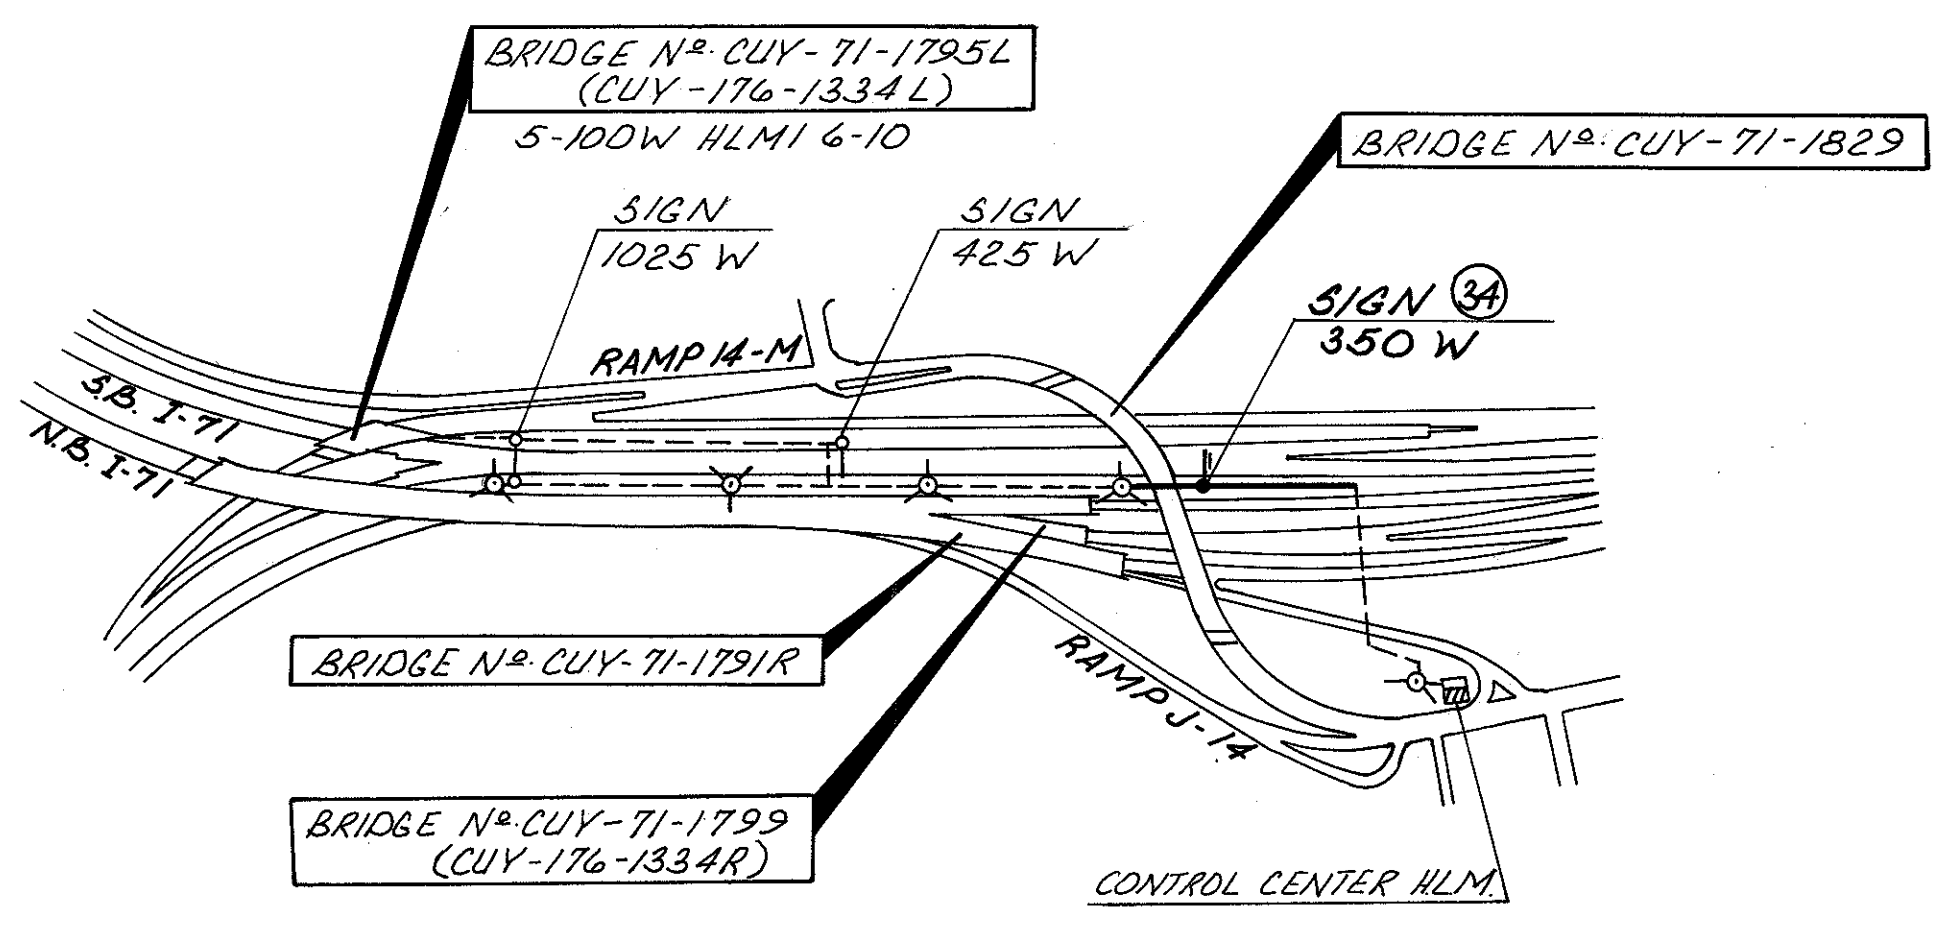 BRIDGE Nº. CUY-71-1795L
(CUY-176-1334L)
5-100W HLM1 6-10
BRIDGE Nº. CUY-71-1829
SIGN
1025 W
SIGN
425 W
SIGN 34
350 W
RAMP 14-M
S.B. I-71
N.B. I-71
BRIDGE Nº. CUY-71-1791R
RAMP J-14
BRIDGE Nº. CUY-71-1799
(CUY-176-1334R)
CONTROL CENTER H.L.M.